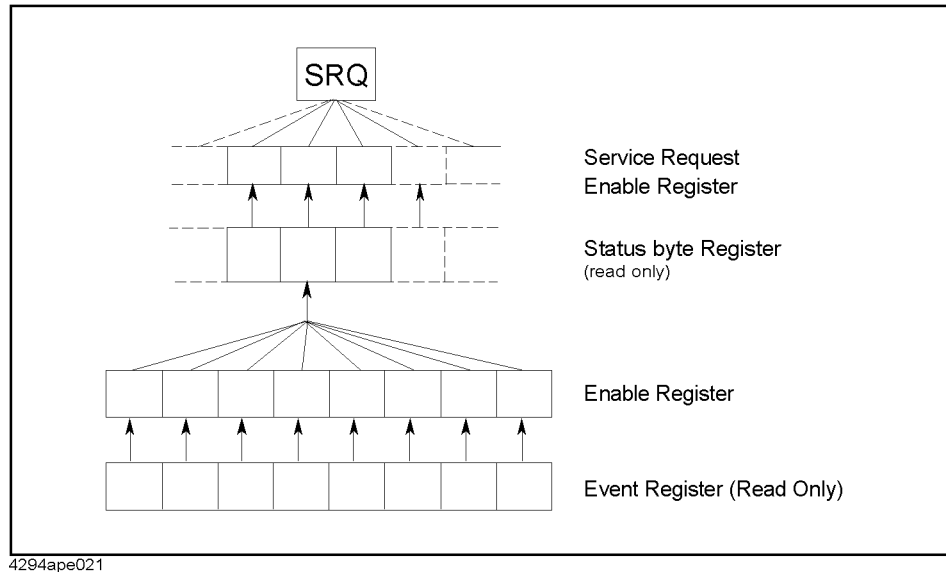 SRQ
Service Request
Enable Register
Status byte Register
(read only)
Enable Register
Event Register (Read Only)
4294ape021